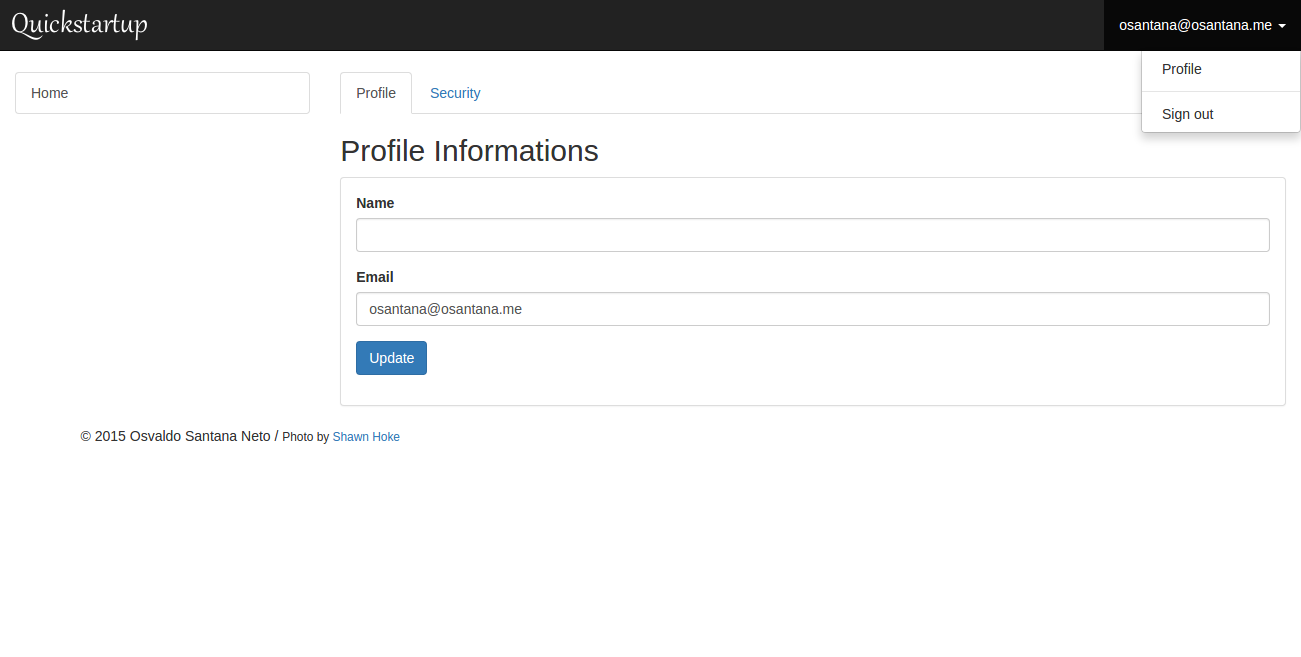 Quickstartup
osantana@osantana.me
Profile
Sign out
Home
Profile Security
Profile Informations
Name
Email
osantana@osantana.me
Update
© 2015 Osvaldo Santana Neto / Photo by Shawn Hoke